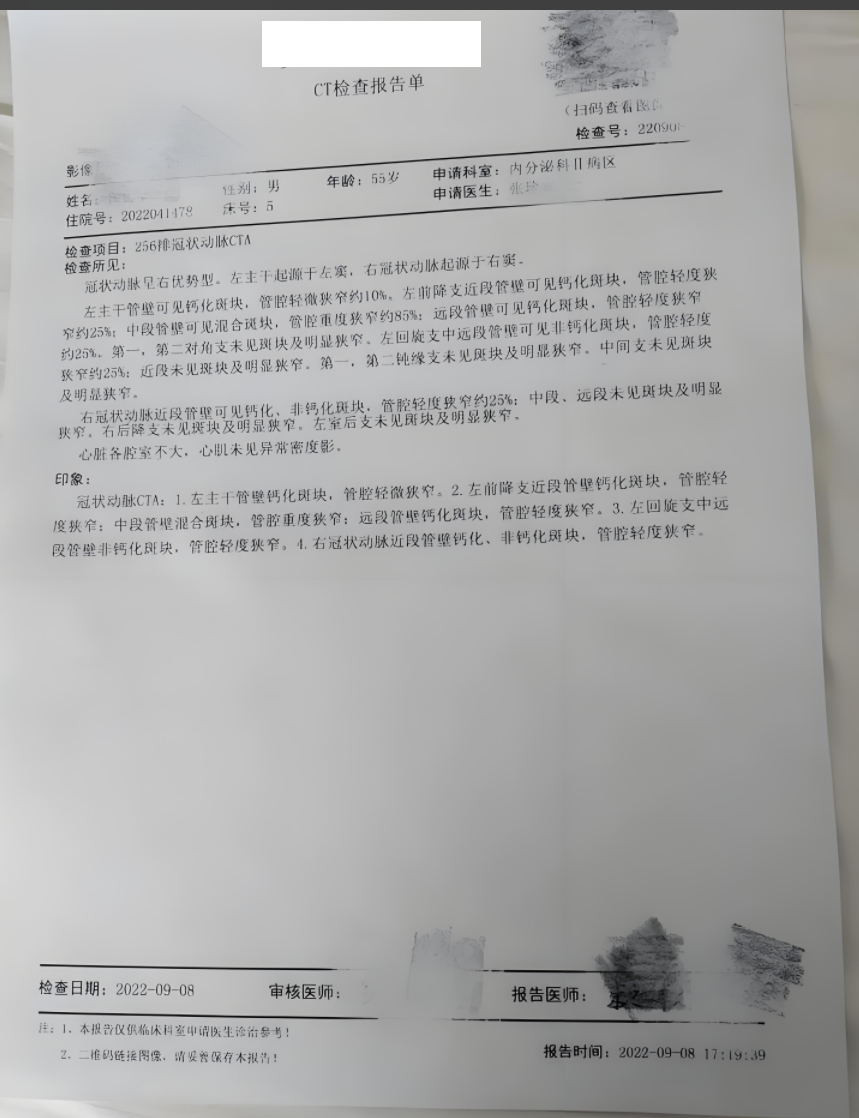 CT检查报告单
(扫码查看图
检查号: 22090
影像
姓名: 性别: 男 年龄: 55岁 申请科室: 内分泌科II病区
住院号: 2022041478 床号: 5 申请医生: 张
检查项目: 256排冠状动脉CTA
检查所见:
冠状动脉呈右优势型。左主干起源于左窦, 右冠状动脉起源于右窦。
左主干管壁可见钙化斑块, 管腔轻微狭窄约10%。左前降支近段管壁可见钙化斑块, 管腔轻度狭
窄约25%; 中段管壁可见混合斑块, 管腔重度狭窄约85%; 远段管壁可见钙化斑块, 管腔轻度狭窄
约25%。第一, 第二对角支未见斑块及明显狭窄。左回旋支中远段管壁可见非钙化斑块, 管腔轻度
狭窄约25%; 近段未见斑块及明显狭窄。第一, 第二钝缘支未见斑块及明显狭窄。中间支未见斑块
及明显狭窄。
右冠状动脉近段管壁可见钙化、非钙化斑块, 管腔轻度狭窄约25%; 中段、远段未见斑块及明显
狭窄。右后降支未见斑块及明显狭窄。左室后支未见斑块及明显狭窄。
心脏各腔室不大, 心肌未见异常密度影。
印象:
冠状动脉CTA: 1.左主干管壁钙化斑块, 管腔轻微狭窄。2.左前降支近段管壁钙化斑块, 管腔轻
度狭窄; 中段管壁混合斑块, 管腔重度狭窄; 远段管壁钙化斑块, 管腔轻度狭窄。3.左回旋支中远
段管壁非钙化斑块, 管腔轻度狭窄。4.右冠状动脉近段管壁钙化、非钙化斑块, 管腔轻度狭窄。
检查日期: 2022-09-08 审核医师: 报告医师:
注: 1、本报告仅供临床科室申请医生诊治参考!
2、二维码链接图像, 请妥善保存本报告!
报告时间: 2022-09-08 17:19:39